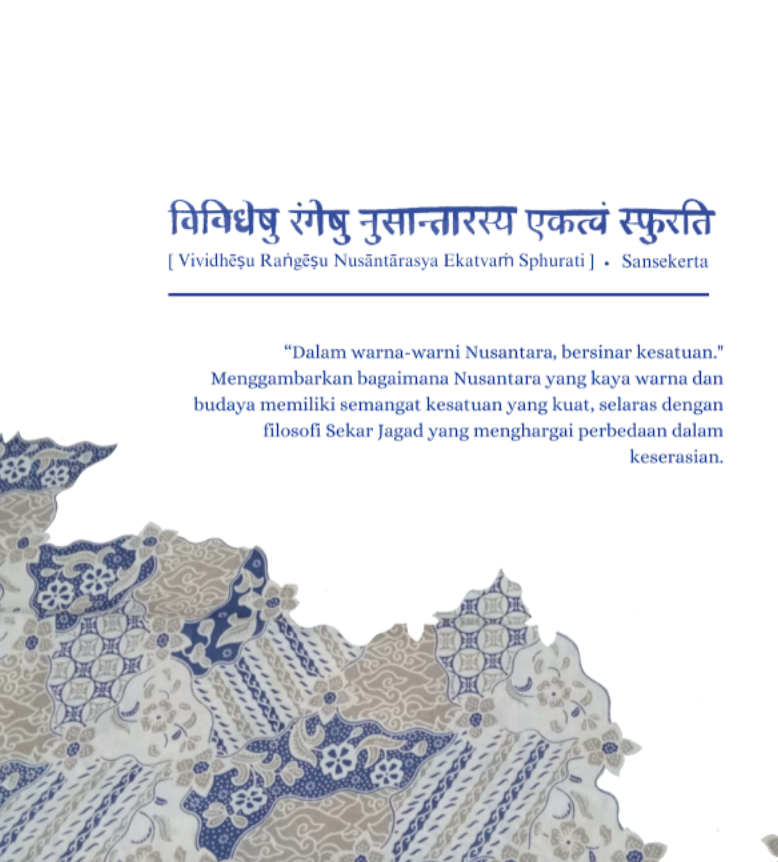 विविधेषु रंगेषु नुसान्तारस्य एकत्वं स्फुरति
[ Vividhēṣu Raṅgēṣu Nusāntārasya Ekatvaṁ Sphurati ] • Sansekerta
“Dalam warna-warni Nusantara, bersinar kesatuan."
Menggambarkan bagaimana Nusantara yang kaya warna dan
budaya memiliki semangat kesatuan yang kuat, selaras dengan
filosofi Sekar Jagad yang menghargai perbedaan dalam
keserasian.